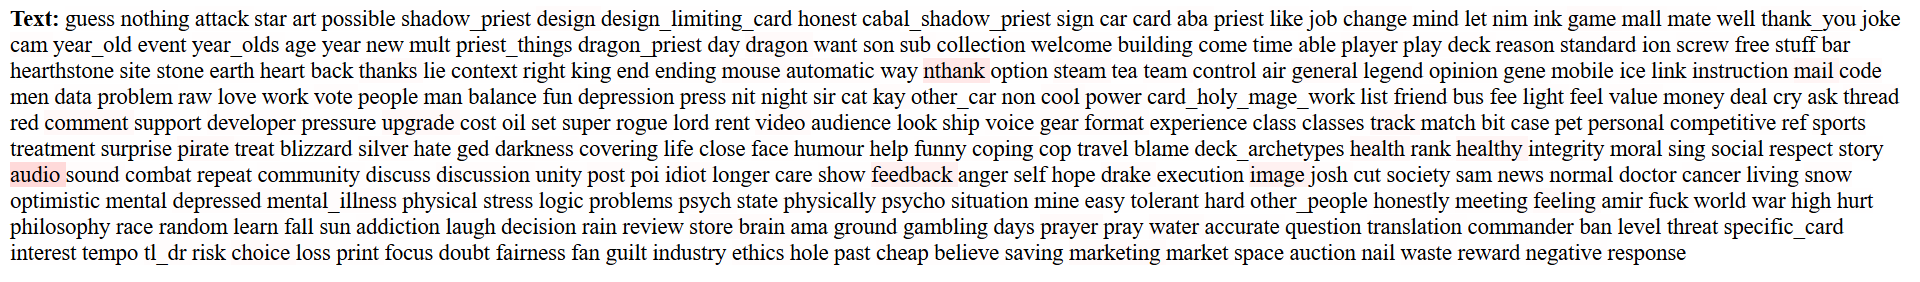 Text: guess nothing attack star art possible shadow_priest design design_limiting_card honest cabal_shadow_priest sign car card aba priest like job change mind let nim ink game mall mate well thank_you joke
cam year_old event year_olds age year new mult priest_things dragon_priest day dragon want son sub collection welcome building come time able player play deck reason standard ion screw free stuff bar
hearthstone site stone earth heart back thanks lie context right king end ending mouse automatic way nthank option steam tea team control air general legend opinion gene mobile ice link instruction mail code
men data problem raw love work vote people man balance fun depression press nit night sir cat kay other_car non cool power card_holy_mage_work list friend bus fee light feel value money deal cry ask thread
red comment support developer pressure upgrade cost oil set super rogue lord rent video audience look ship voice gear format experience class classes track match bit case pet personal competitive ref sports
treatment surprise pirate treat blizzard silver hate ged darkness covering life close face humour help funny coping cop travel blame deck_archetypes health rank healthy integrity moral sing social respect story
audio sound combat repeat community discuss discussion unity post poi idiot longer care show feedback anger self hope drake execution image josh cut society sam news normal doctor cancer living snow
optimistic mental depressed mental_illness physical stress logic problems psych state physically psycho situation mine easy tolerant hard other_people honestly meeting feeling amir fuck world war high hurt
philosophy race random learn fall sun addiction laugh decision rain review store brain ama ground gambling days prayer pray water accurate question translation commander ban level threat specific_card
interest tempo tl_dr risk choice loss print focus doubt fairness fan guilt industry ethics hole past cheap believe saving marketing market space auction nail waste reward negative response